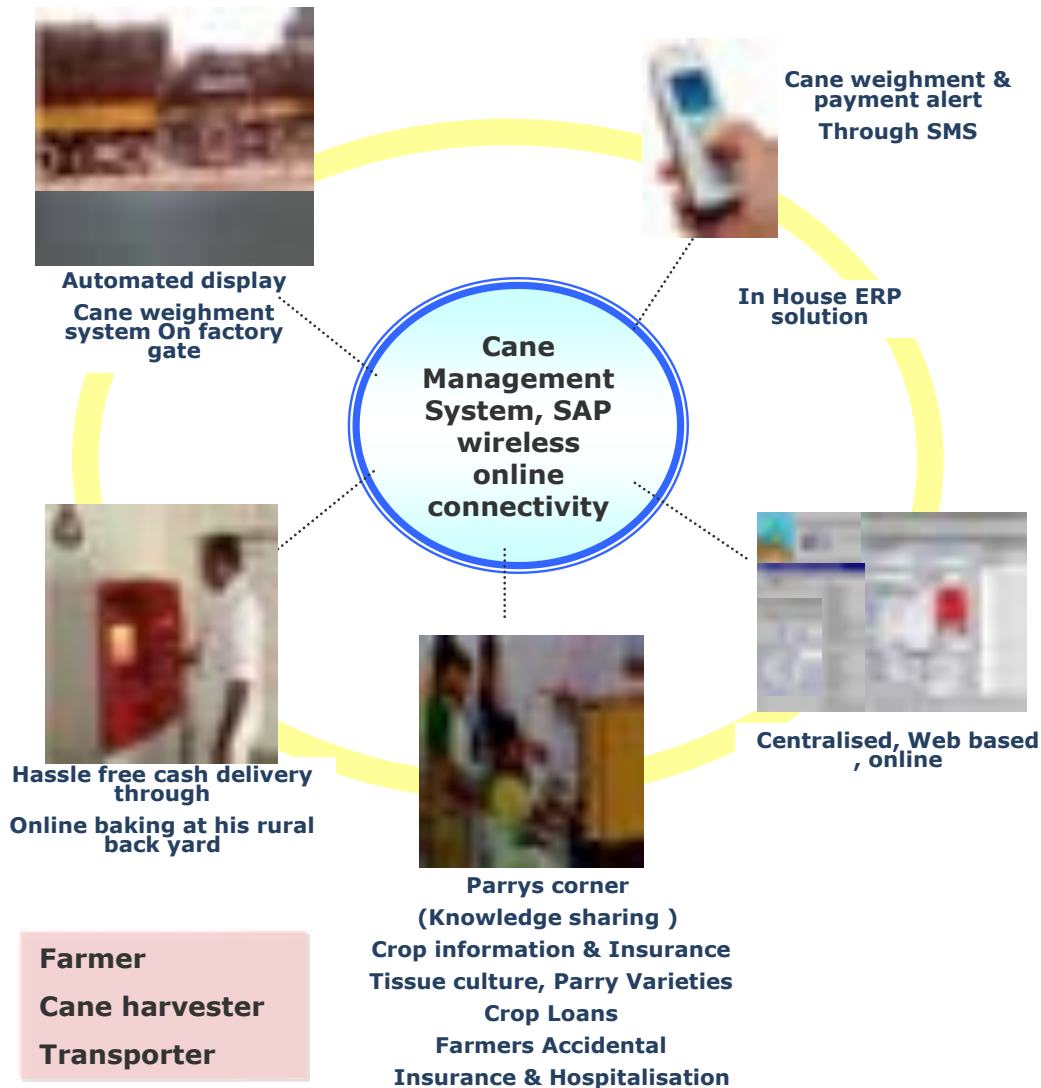 Cane weighment &
payment alert
Through SMS
Automated display
Cane weighment
system On factory
gate
In House ERP
solution
Cane
Management
System, SAP
wireless
online
connectivity
Centralised, Web based
, online
Hassle free cash delivery
through
Online baking at his rural
back yard
Parrys corner
(Knowledge sharing )
Crop information & Insurance
Tissue culture, Parry Varieties
Crop Loans
Farmers Accidental
Insurance & Hospitalisation
Farmer
Cane harvester
Transporter